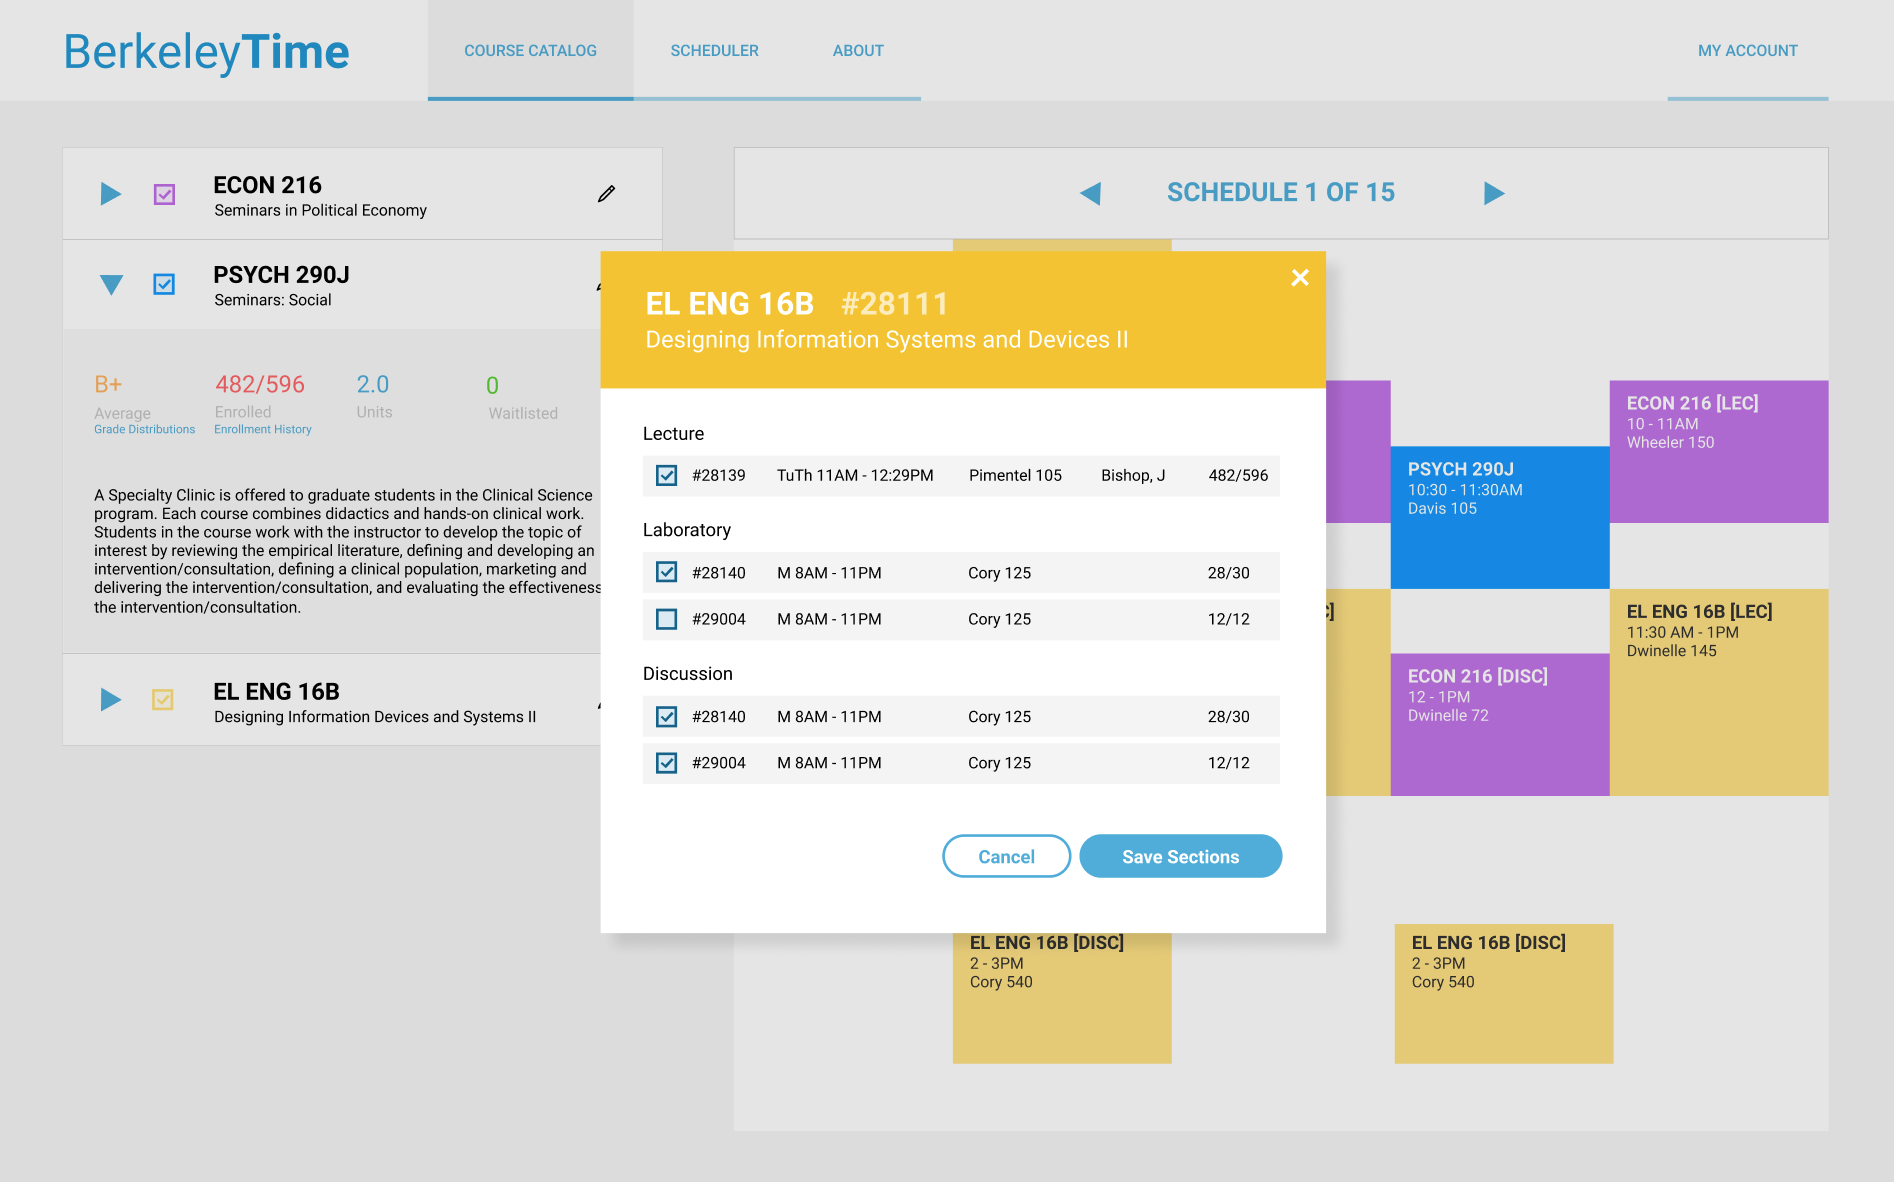 BerkeleyTime
COURSE CATALOG
SCHEDULER
ABOUT
MY ACCOUNT
ECON 216
Seminars in Political Economy
PSYCH 290J
Seminars: Social
B+
Average
Grade Distributions
482/596
Enrolled
Enrollment History
2.0
Units
0
Waitlisted
A Specialty Clinic is offered to graduate students in the Clinical Science
program. Each course combines didactics and hands-on clinical work.
Students in the course work with the instructor to develop the topic of
interest by reviewing the empirical literature, defining and developing an
intervention/consultation, defining a clinical population, marketing and
delivering the intervention/consultation, and evaluating the effectiveness
the intervention/consultation.
EL ENG 16B
Designing Information Devices and Systems II
SCHEDULE 1 OF 15
EL ENG 16B #28111
Designing Information Systems and Devices II
Lecture
#28139 TuTh 11AM - 12:29PM Pimentel 105 Bishop, J 482/596
Laboratory
#28140 M 8AM - 11PM Cory 125 28/30
#29004 M 8AM - 11PM Cory 125 12/12
Discussion
#28140 M 8AM - 11PM Cory 125 28/30
#29004 M 8AM - 11PM Cory 125 12/12
Cancel
Save Sections
ECON 216 [LEC]
10 - 11AM
Wheeler 150
PSYCH 290J
10:30 - 11:30AM
Davis 105
EL ENG 16B [LEC]
11:30 AM - 1PM
Dwinelle 145
ECON 216 [DISC]
12 - 1PM
Dwinelle 72
EL ENG 16B [DISC]
2 - 3PM
Cory 540
EL ENG 16B [DISC]
2 - 3PM
Cory 540